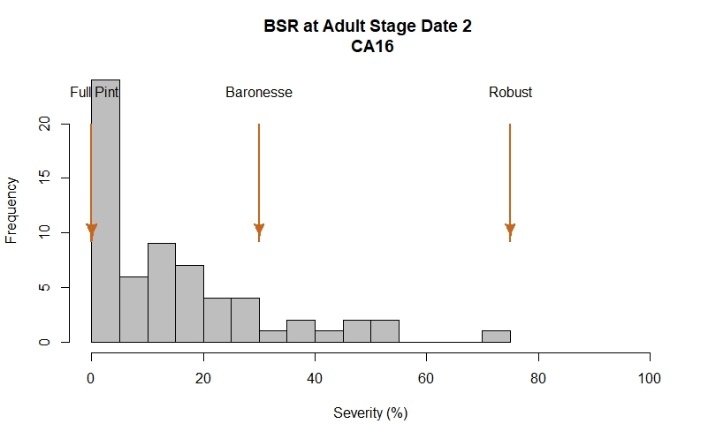 BSR at Adult Stage Date 2
CA16
Full Pint
Baronesse
Robust
Frequency
20
15
10
5
0
0
20
40
60
80
100
Severity (%)